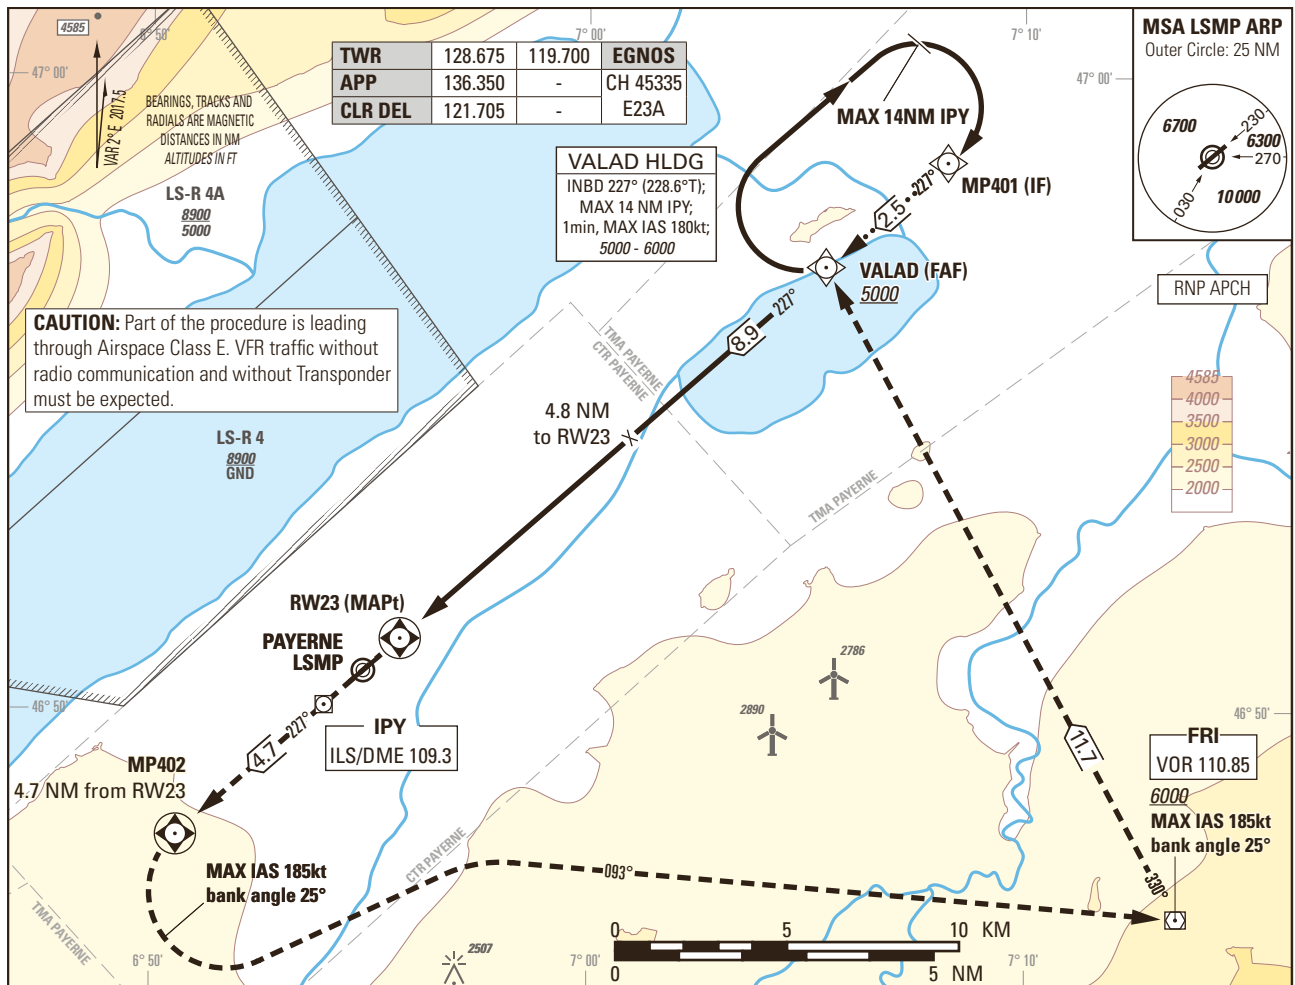 4585
6° 50'
7° 00'
7° 10'
47° 00'
47° 00'
VAR 2° E 2017.5
BEARINGS, TRACKS AND
RADIALS ARE MAGNETIC
DISTANCES IN NM
ALTITUDES IN FT
TWR 128.675 119.700 EGNOS
APP 136.350 - CH 45335
CLR DEL 121.705 - E23A
MSA LSMP ARP
Outer Circle: 25 NM
6700
230
6300
270
030
10000
MAX 14NM IPY
LS-R 4A
8900
5000
VALAD HLDG
INBD 227° (228.6°T);
MAX 14 NM IPY;
1min, MAX IAS 180kt;
5000 - 6000
227°
MP401 (IF)
2.5
VALAD (FAF)
5000
RNP APCH
227°
8.9
CAUTION: Part of the procedure is leading
through Airspace Class E. VFR traffic without
radio communication and without Transponder
must be expected.
TMA PAYERNE
CTR PAYERNE
4585
4000
3500
3000
2500
2000
4.8 NM
to RW23
LS-R 4
8900
GND
TMA PAYERNE
RW23 (MAPt)
PAYERNE
LSMP
2786
2890
46° 50'
46° 50'
227°
4.7
IPY
ILS/DME 109.3
11.7
FRI
VOR 110.85
6000
MAX IAS 185kt
bank angle 25°
MP402
4.7 NM from RW23
CTR PAYERNE
MAX IAS 185kt
bank angle 25°
093°
330°
TMA PAYERNE
2507
0 5 10 KM
0 5 NM
6° 50'
7° 00'
7° 10'